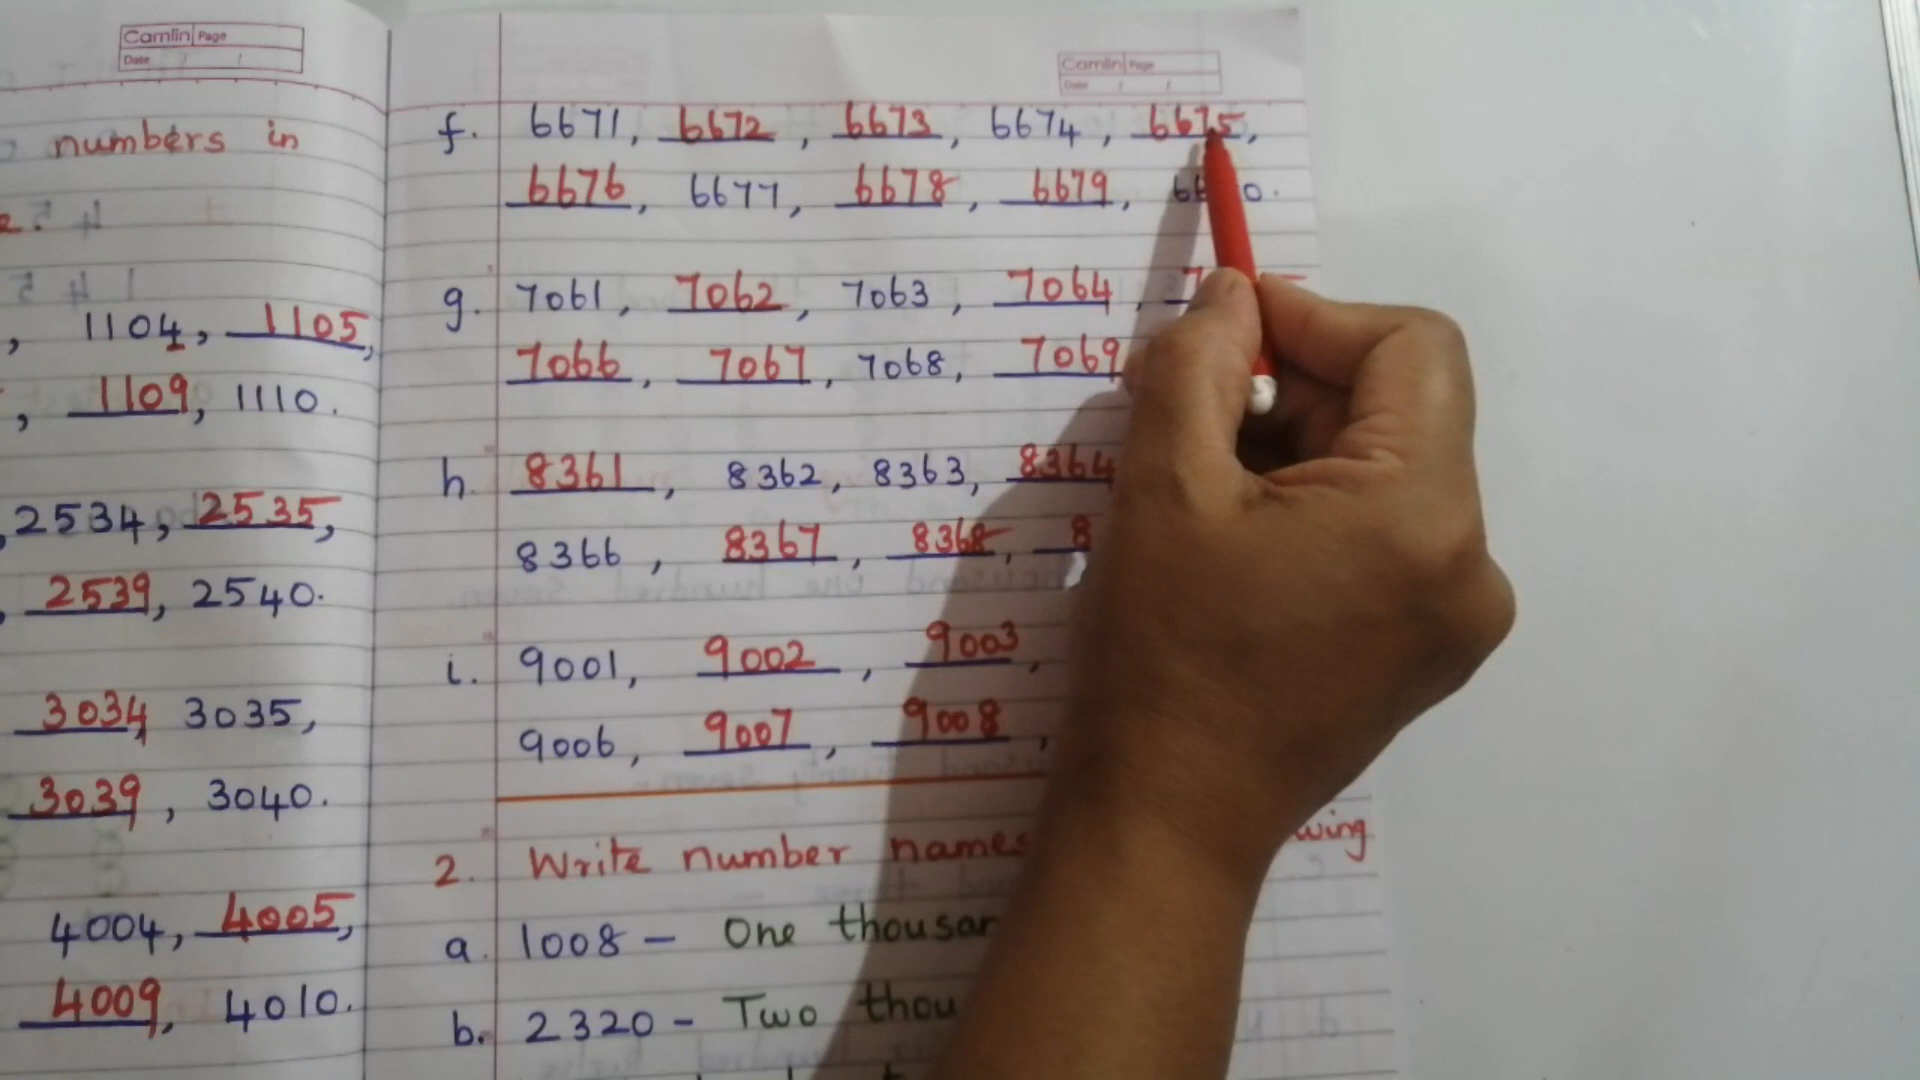 Camlin Page
Date / /
numbers in
2.
, 1104, 1105,
, 1109, 1110.
2534, 2535,
2539, 2540.
3034, 3035,
3039, 3040.
4004, 4005,
4009, 4010.
Camlin Page
Date / /
f. 6671, 6672, 6673, 6674, 6675,
6676, 6677, 6678, 6679,
g. 7061, 7062, 7063, 7064,
7066, 7067, 7068, 7069
h. 8361, 8362, 8363, 8364
8366, 8367, 8368,
i. 9001, 9002, 9003,
9006, 9007, 9008,
2. Write number names
a. 1008 - One
b. 2320 - Two